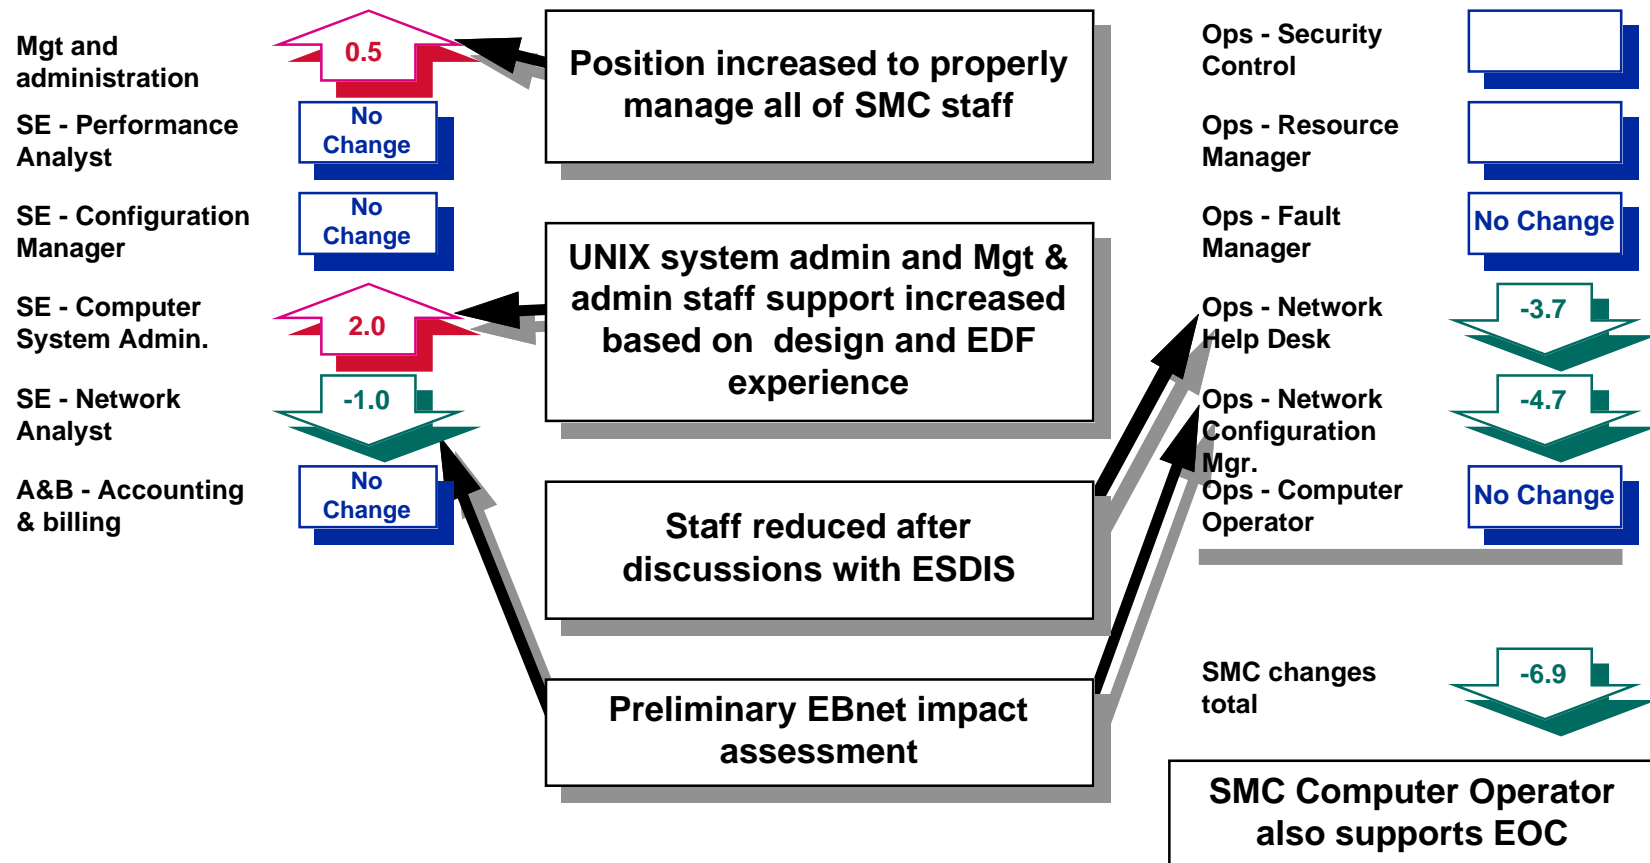 Mgt and
administration
0.5
SE - Performance
Analyst
No
Change
SE - Configuration
Manager
No
Change
SE - Computer
System Admin.
2.0
SE - Network
Analyst
-1.0
A&B - Accounting
& billing
No
Change
Position increased to properly
manage all of SMC staff
UNIX system admin and Mgt &
admin staff support increased
based on design and EDF
experience
Staff reduced after
discussions with ESDIS
Preliminary EBnet impact
assessment
Ops - Security
Control
Ops - Resource
Manager
Ops - Fault
Manager
No Change
Ops - Network
Help Desk
-3.7
Ops - Network
Configuration
Mgr.
-4.7
Ops - Computer
Operator
No Change
SMC changes
total
-6.9
SMC Computer Operator
also supports EOC